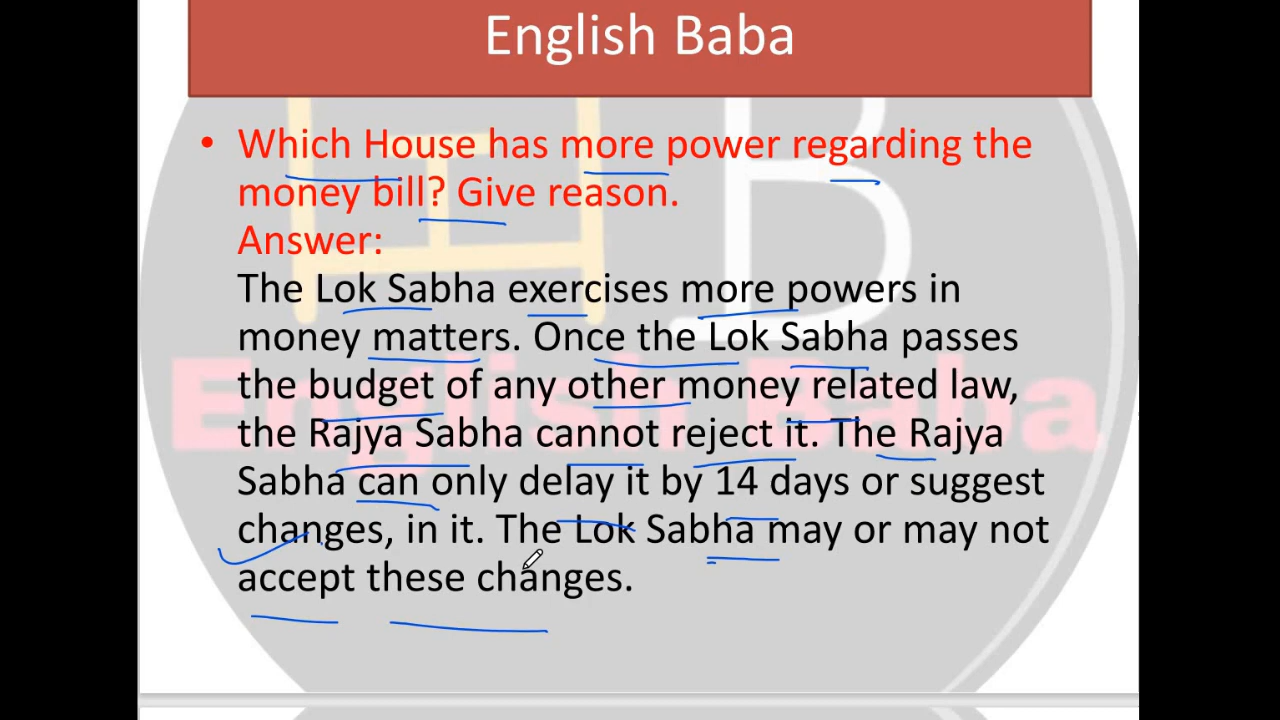 English Baba
• Which House has more power regarding the
money bill? Give reason.
Answer:
The Lok Sabha exercises more powers in
money matters. Once the Lok Sabha passes
the budget of any other money related law,
the Rajya Sabha cannot reject it. The Rajya
Sabha can only delay it by 14 days or suggest
changes, in it. The Lok Sabha may or may not
accept these changes.
EB
English Baba